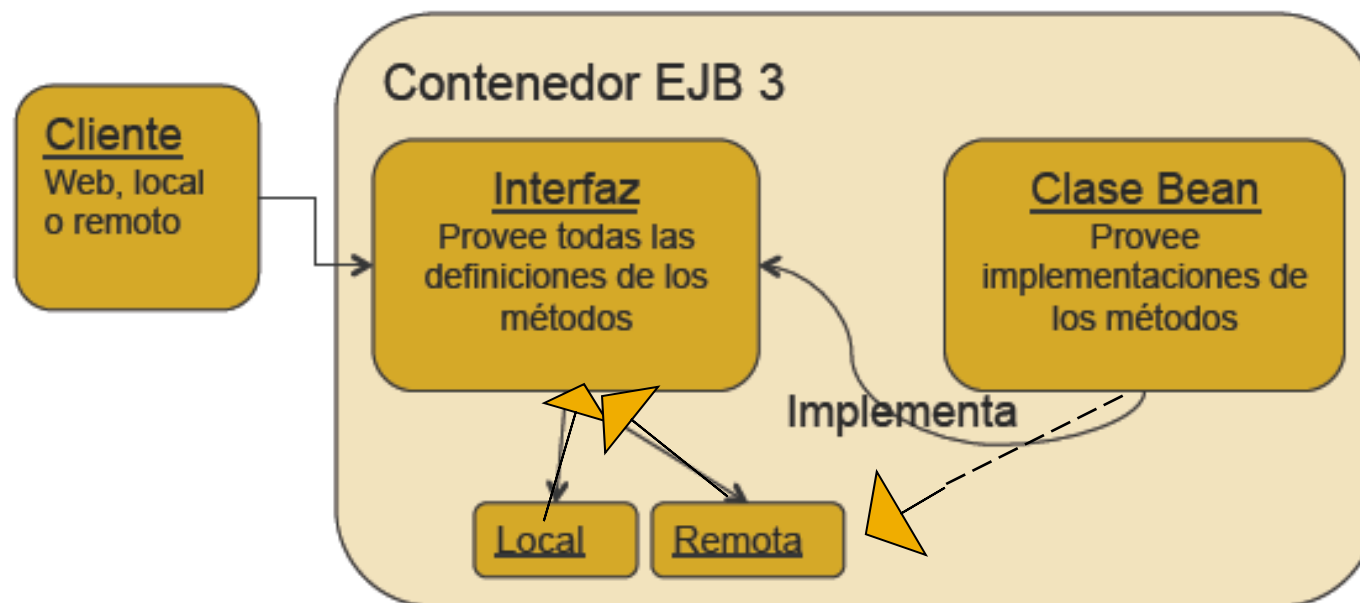 Contenedor EJB 3
Cliente
Web, local
o remoto
Interfaz
Provee todas las
definiciones de los
métodos
Clase Bean
Provee
implementaciones de
los métodos
Implementa
Local
Remota